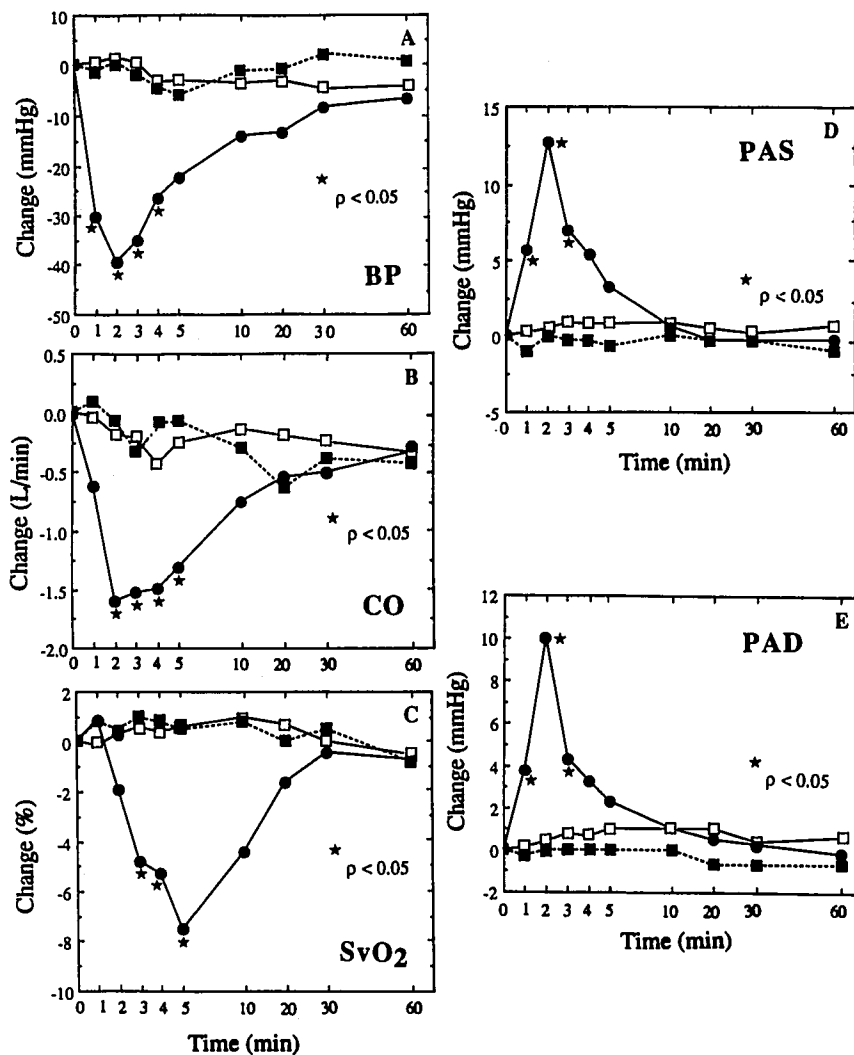 10
0
-10
-20
-30
-40
-50
Change (mmHg)
A
★ ρ < 0.05
BP
0 1 2 3 4 5 10 20 30 60
0.5
0.0
-0.5
-1.0
-1.5
-2.0
Change (L/min)
B
★ ρ < 0.05
CO
0 1 2 3 4 5 10 20 30 60
2
0
-2
-4
-6
-8
-10
Change (%)
C
★ ρ < 0.05
SvO2
0 1 2 3 4 5 10 20 30 60
Time (min)
15
12.5
10
7.5
5
2.5
0
-5
Change (mmHg)
D
PAS
★ ρ < 0.05
0 1 2 3 4 5 10 20 30 60
Time (min)
12
10
8
6
4
2
0
-2
Change (mmHg)
E
PAD
★ ρ < 0.05
0 1 2 3 4 5 10 20 30 60
Time (min)